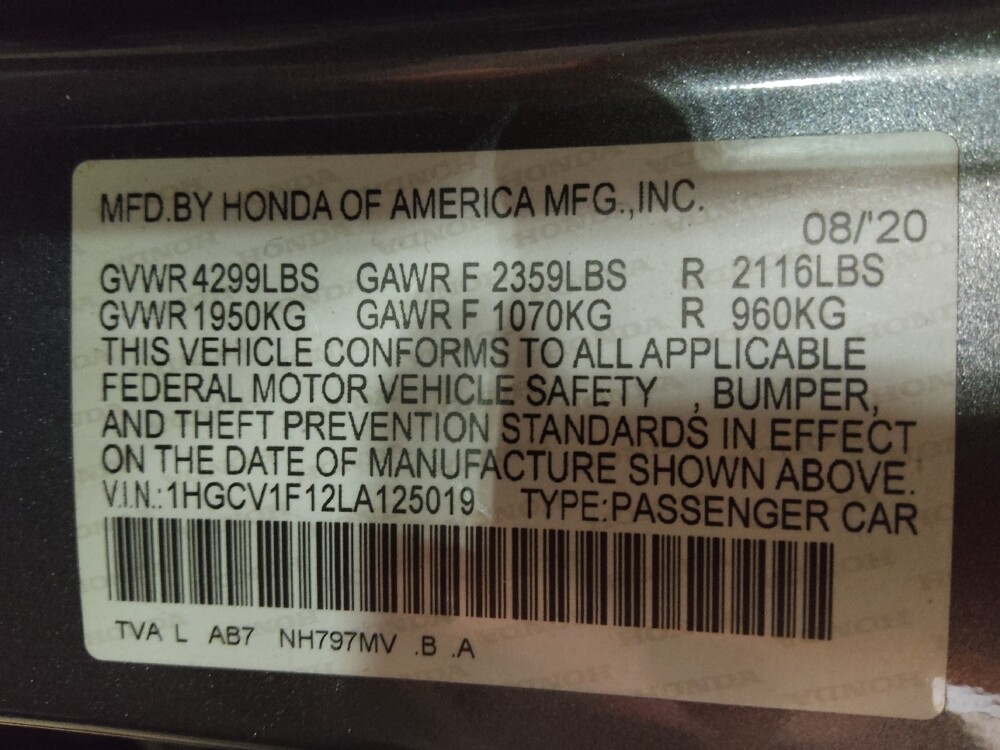 MFD.BY HONDA OF AMERICA MFG.,INC.
08/'20
GVWR 4299LBS GAWR F 2359LBS R 2116LBS
GVWR 1950KG GAWR F 1070KG R 960KG
THIS VEHICLE CONFORMS TO ALL APPLICABLE
FEDERAL MOTOR VEHICLE SAFETY , BUMPER,
AND THEFT PREVENTION STANDARDS IN EFFECT
ON THE DATE OF MANUFACTURE SHOWN ABOVE.
V.I.N.: 1HGCV1F12LA125019 TYPE:PASSENGER CAR
TVA L AB7 NH797MV .B .A